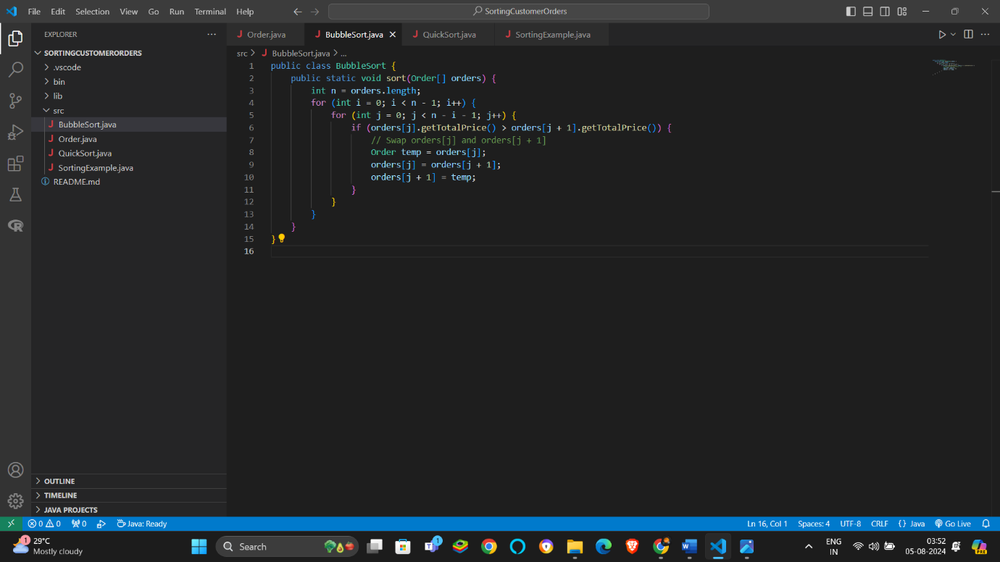 File Edit Selection View Go Run Terminal Help
SortingCustomerOrders
EXPLORER
SORTINGCUSTOMERORDERS
.vscode
bin
lib
src
BubbleSort.java
Order.java
QuickSort.java
SortingExample.java
README.md
OUTLINE
TIMELINE
JAVA PROJECTS
J Order.java J BubbleSort.java J QuickSort.java J SortingExample.java
src > J BubbleSort.java > ...
1 public class BubbleSort {
2 public static void sort(Order[] orders) {
3 int n = orders.length;
4 for (int i = 0; i < n - 1; i++) {
5 for (int j = 0; j < n - i - 1; j++) {
6 if (orders[j].getTotalPrice() > orders[j + 1].getTotalPrice()) {
7 // Swap orders[j] and orders[j + 1]
8 Order temp = orders[j];
9 orders[j] = orders[j + 1];
10 orders[j + 1] = temp;
11 }
12 }
13 }
14 }
15 }
16
0 0 0 Java: Ready Ln 16, Col 1 Spaces: 4 UTF-8 CRLF {} Java Go Live
1 29°C
Mostly cloudy
Search
1
ENG
IN
03:52
05-08-2024
PRE